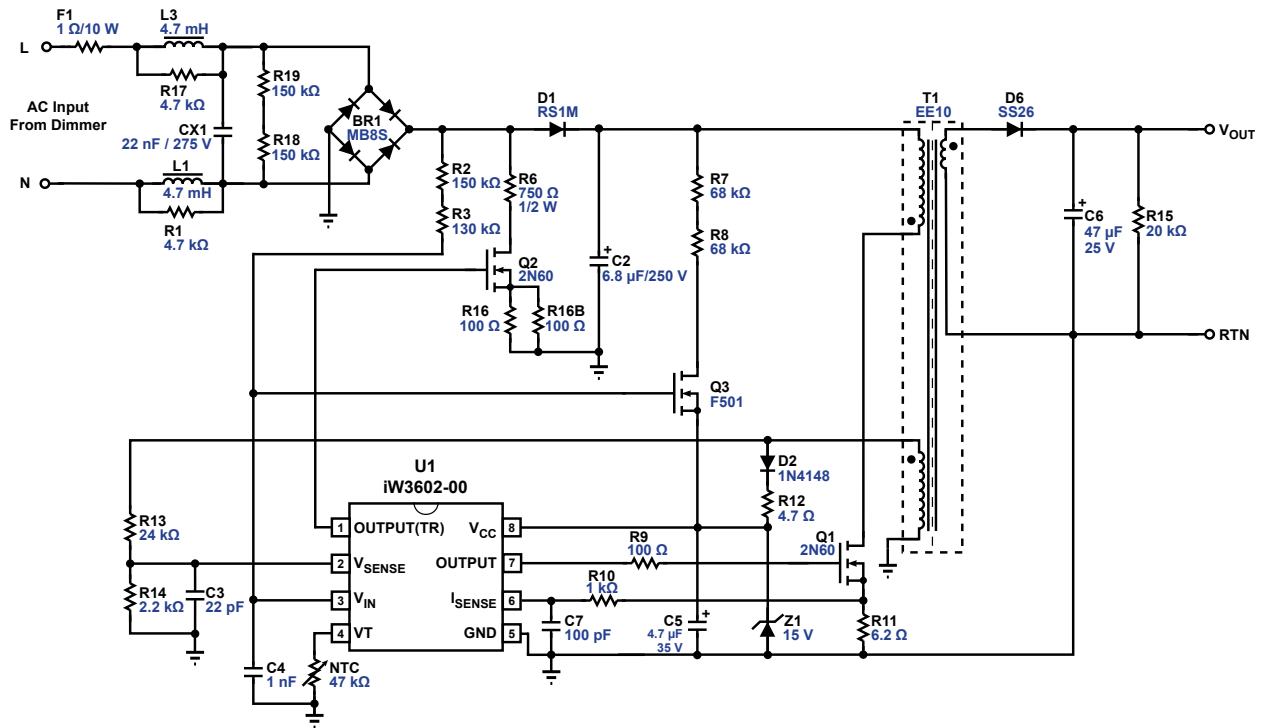 F1
1 Ω/10 W
L3
4.7 mH
L
R17
4.7 kΩ
R19
150 kΩ
AC Input
From Dimmer
CX1
22 nF / 275 V
R18
150 kΩ
BR1
MB8S
N
L1
4.7 mH
R1
4.7 kΩ
D1
RS1M
R2
150 kΩ
R3
130 kΩ
R6
750 Ω
1/2 W
Q2
2N60
R16
100 Ω
R16B
100 Ω
+
C2
6.8 µF/250 V
R7
68 kΩ
R8
68 kΩ
Q3
F501
T1
EE10
D6
SS26
VOUT
+
C6
47 µF
25 V
R15
20 kΩ
RTN
U1
iW3602-00
1 OUTPUT(TR)
2 VSENSE
3 VIN
4 VT
VCC 8
OUTPUT 7
ISENSE 6
GND 5
R13
24 kΩ
R14
2.2 kΩ
C3
22 pF
C4
1 nF
NTC
47 kΩ
D2
1N4148
R12
4.7 Ω
R9
100 Ω
R10
1 kΩ
C7
100 pF
C5
+
4.7 µF
35 V
Z1
15 V
Q1
2N60
R11
6.2 Ω